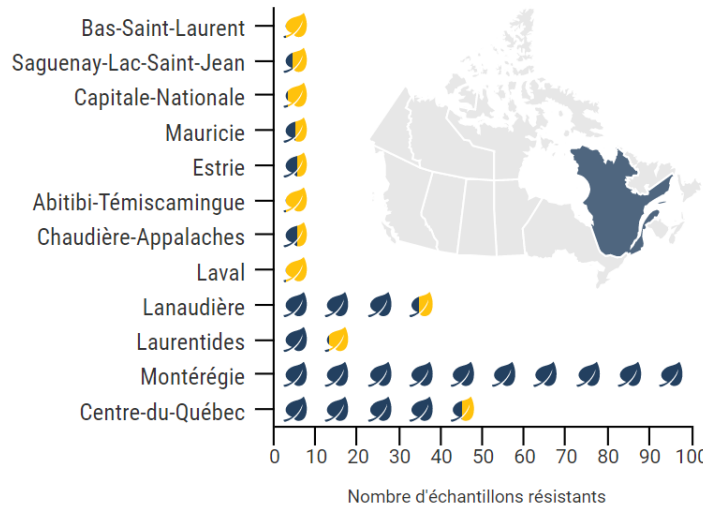 Bas-Saint-Laurent
Saguenay-Lac-Saint-Jean
Capitale-Nationale
Mauricie
Estrie
Abitibi-Témiscamingue
Chaudière-Appalaches
Laval
Lanaudière
Laurentides
Montérégie
Centre-du-Québec
0 10 20 30 40 50 60 70 80 90 100
Nombre d'échantillons résistants